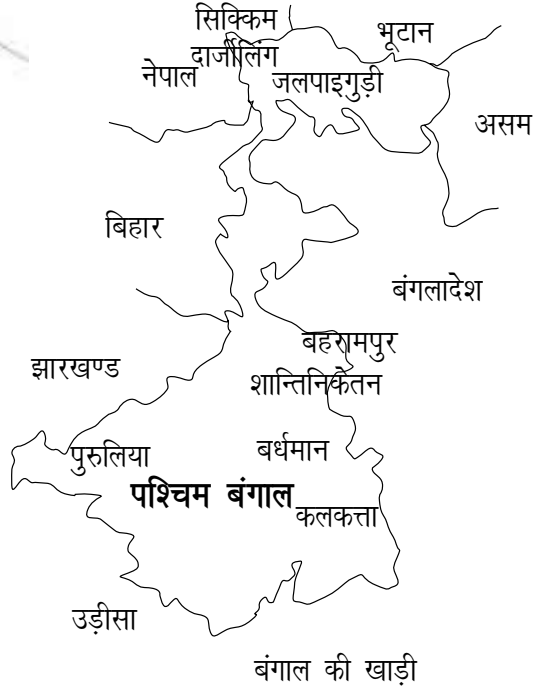 सिक्किम
भूटान
दार्जीलिंग
नेपाल
जलपाइगुड़ी
असम
बिहार
बंगलादेश
बहरामपुर
झारखण्ड
शान्तिनिकेतन
बर्धमान
पुरुलिया
पश्चिम बंगाल
कलकत्ता
उड़ीसा
बंगाल की खाड़ी